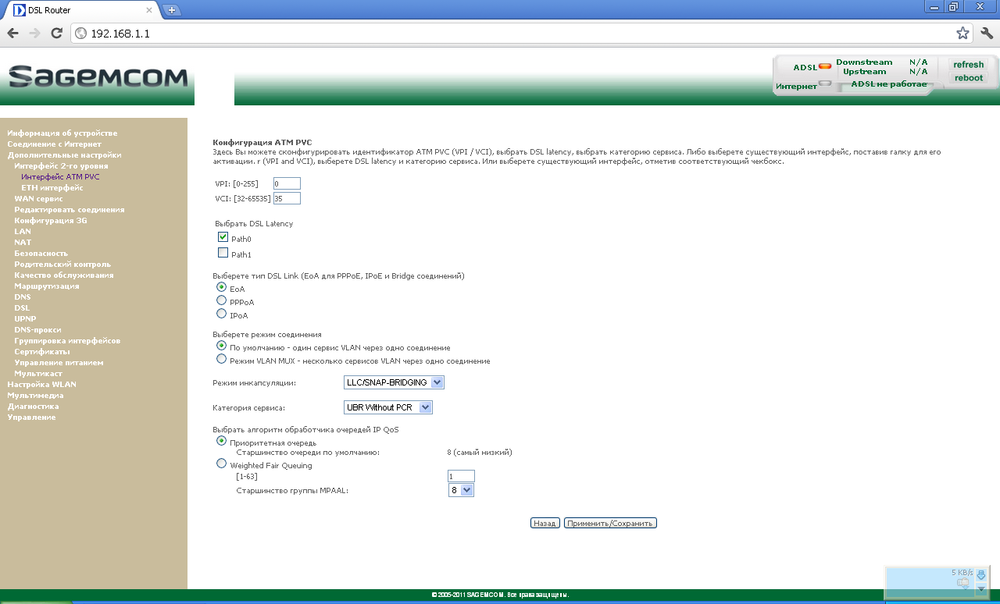 DSL Router
192.168.1.1
SAGEMCOM
ADSL Downstream N/A
Upstream N/A
Интернет ADSL не работае
refresh
reboot
Информация об устройстве
Соединение с Интернет
Дополнительные настройки
Интерфейс 2-го уровня
Интерфейс ATM PVC
ETH интерфейс
WAN сервис
Редактировать соединения
Конфигурация 3G
LAN
NAT
Безопасность
Родительский контроль
Качество обслуживания
Маршрутизация
DNS
DSL
UPNP
DNS-прокси
Группировка интерфейсов
Сертификаты
Управление питанием
Мультикаст
Настройка WLAN
Мультимедиа
Диагностика
Управление
Конфигурация ATM PVC
Здесь Вы можете сконфигурировать идентификатор ATM PVC (VPI / VCI), выбрать DSL latency, выбрать категорию сервиса. Либо выберете существующий интерфейс, поставив галку для его
активации. r (VPI and VCI), выберете DSL latency и категорию сервиса. Или выберете существующий интерфейс, отметив соответствующий чекбокс.
VPI: [0-255] 0
VCI: [32-65535] 35
Выбрать DSL Latency
Path0
Path1
Выберете тип DSL Link (EoA для PPPoE, IPoE и Bridge соединений)
EoA
PPPoA
IPoA
Выберете режим соединения
По умолчанию - один сервис VLAN через одно соединение
Режим VLAN MUX - несколько сервисов VLAN через одно соединение
Режим инкапсуляции: LLC/SNAP-BRIDGING
Категория сервиса: UBR Without PCR
Выбрать алгоритм обработчика очередей IP QoS
Приоритетная очередь
Старшинство очереди по умолчанию: 8 (самый низкий)
Weighted Fair Queuing
[1-63] 1
Старшинство группы MPAAL: 8
Назад Применить/Сохранить
5 KB/s
© 2005-2011 SAGEMCOM. Все права защищены.